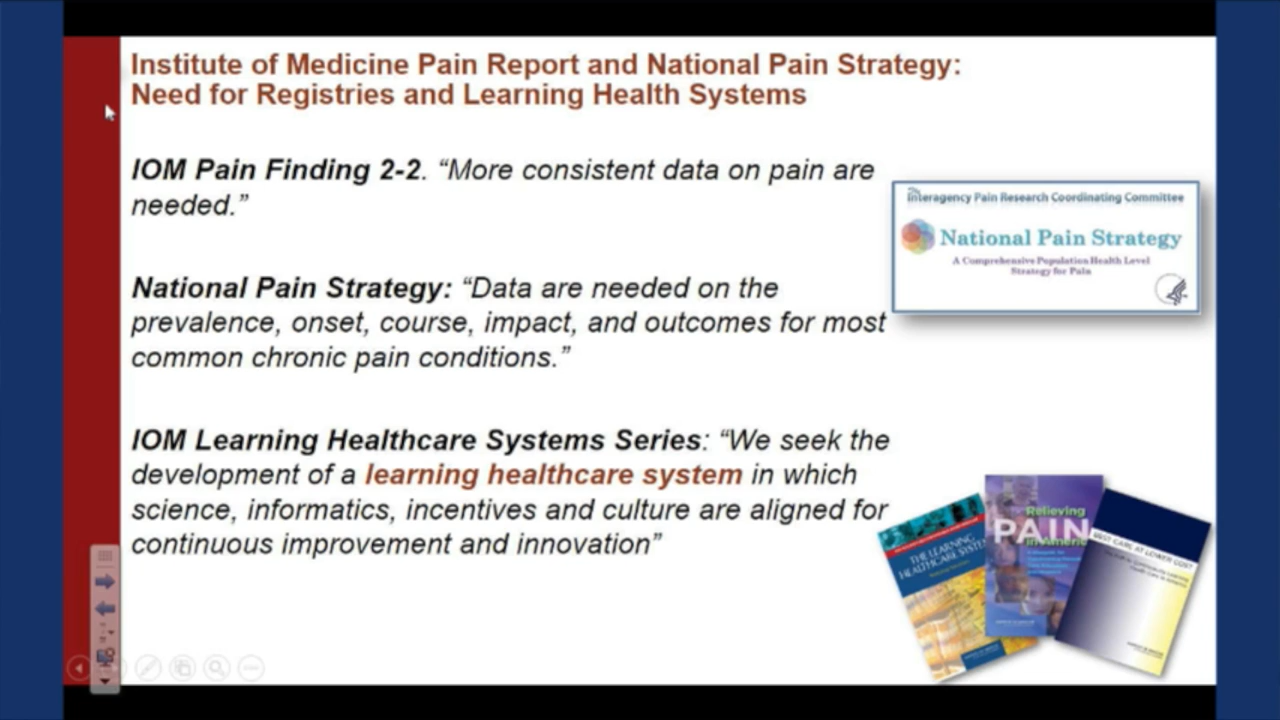 Institute of Medicine Pain Report and National Pain Strategy:
Need for Registries and Learning Health Systems
IOM Pain Finding 2-2. “More consistent data on pain are
needed.”
National Pain Strategy: “Data are needed on the
prevalence, onset, course, impact, and outcomes for most
common chronic pain conditions.”
IOM Learning Healthcare Systems Series: “We seek the
development of a learning healthcare system in which
science, informatics, incentives and culture are aligned for
continuous improvement and innovation”
Interagency Pain Research Coordinating Committee
National Pain Strategy
A Comprehensive Population Health Level
Strategy for Pain
THE LEARNING
HEALTHCARE SYSTEM
Relieving
PAIN
in America
BEST CARE AT LOWER COST